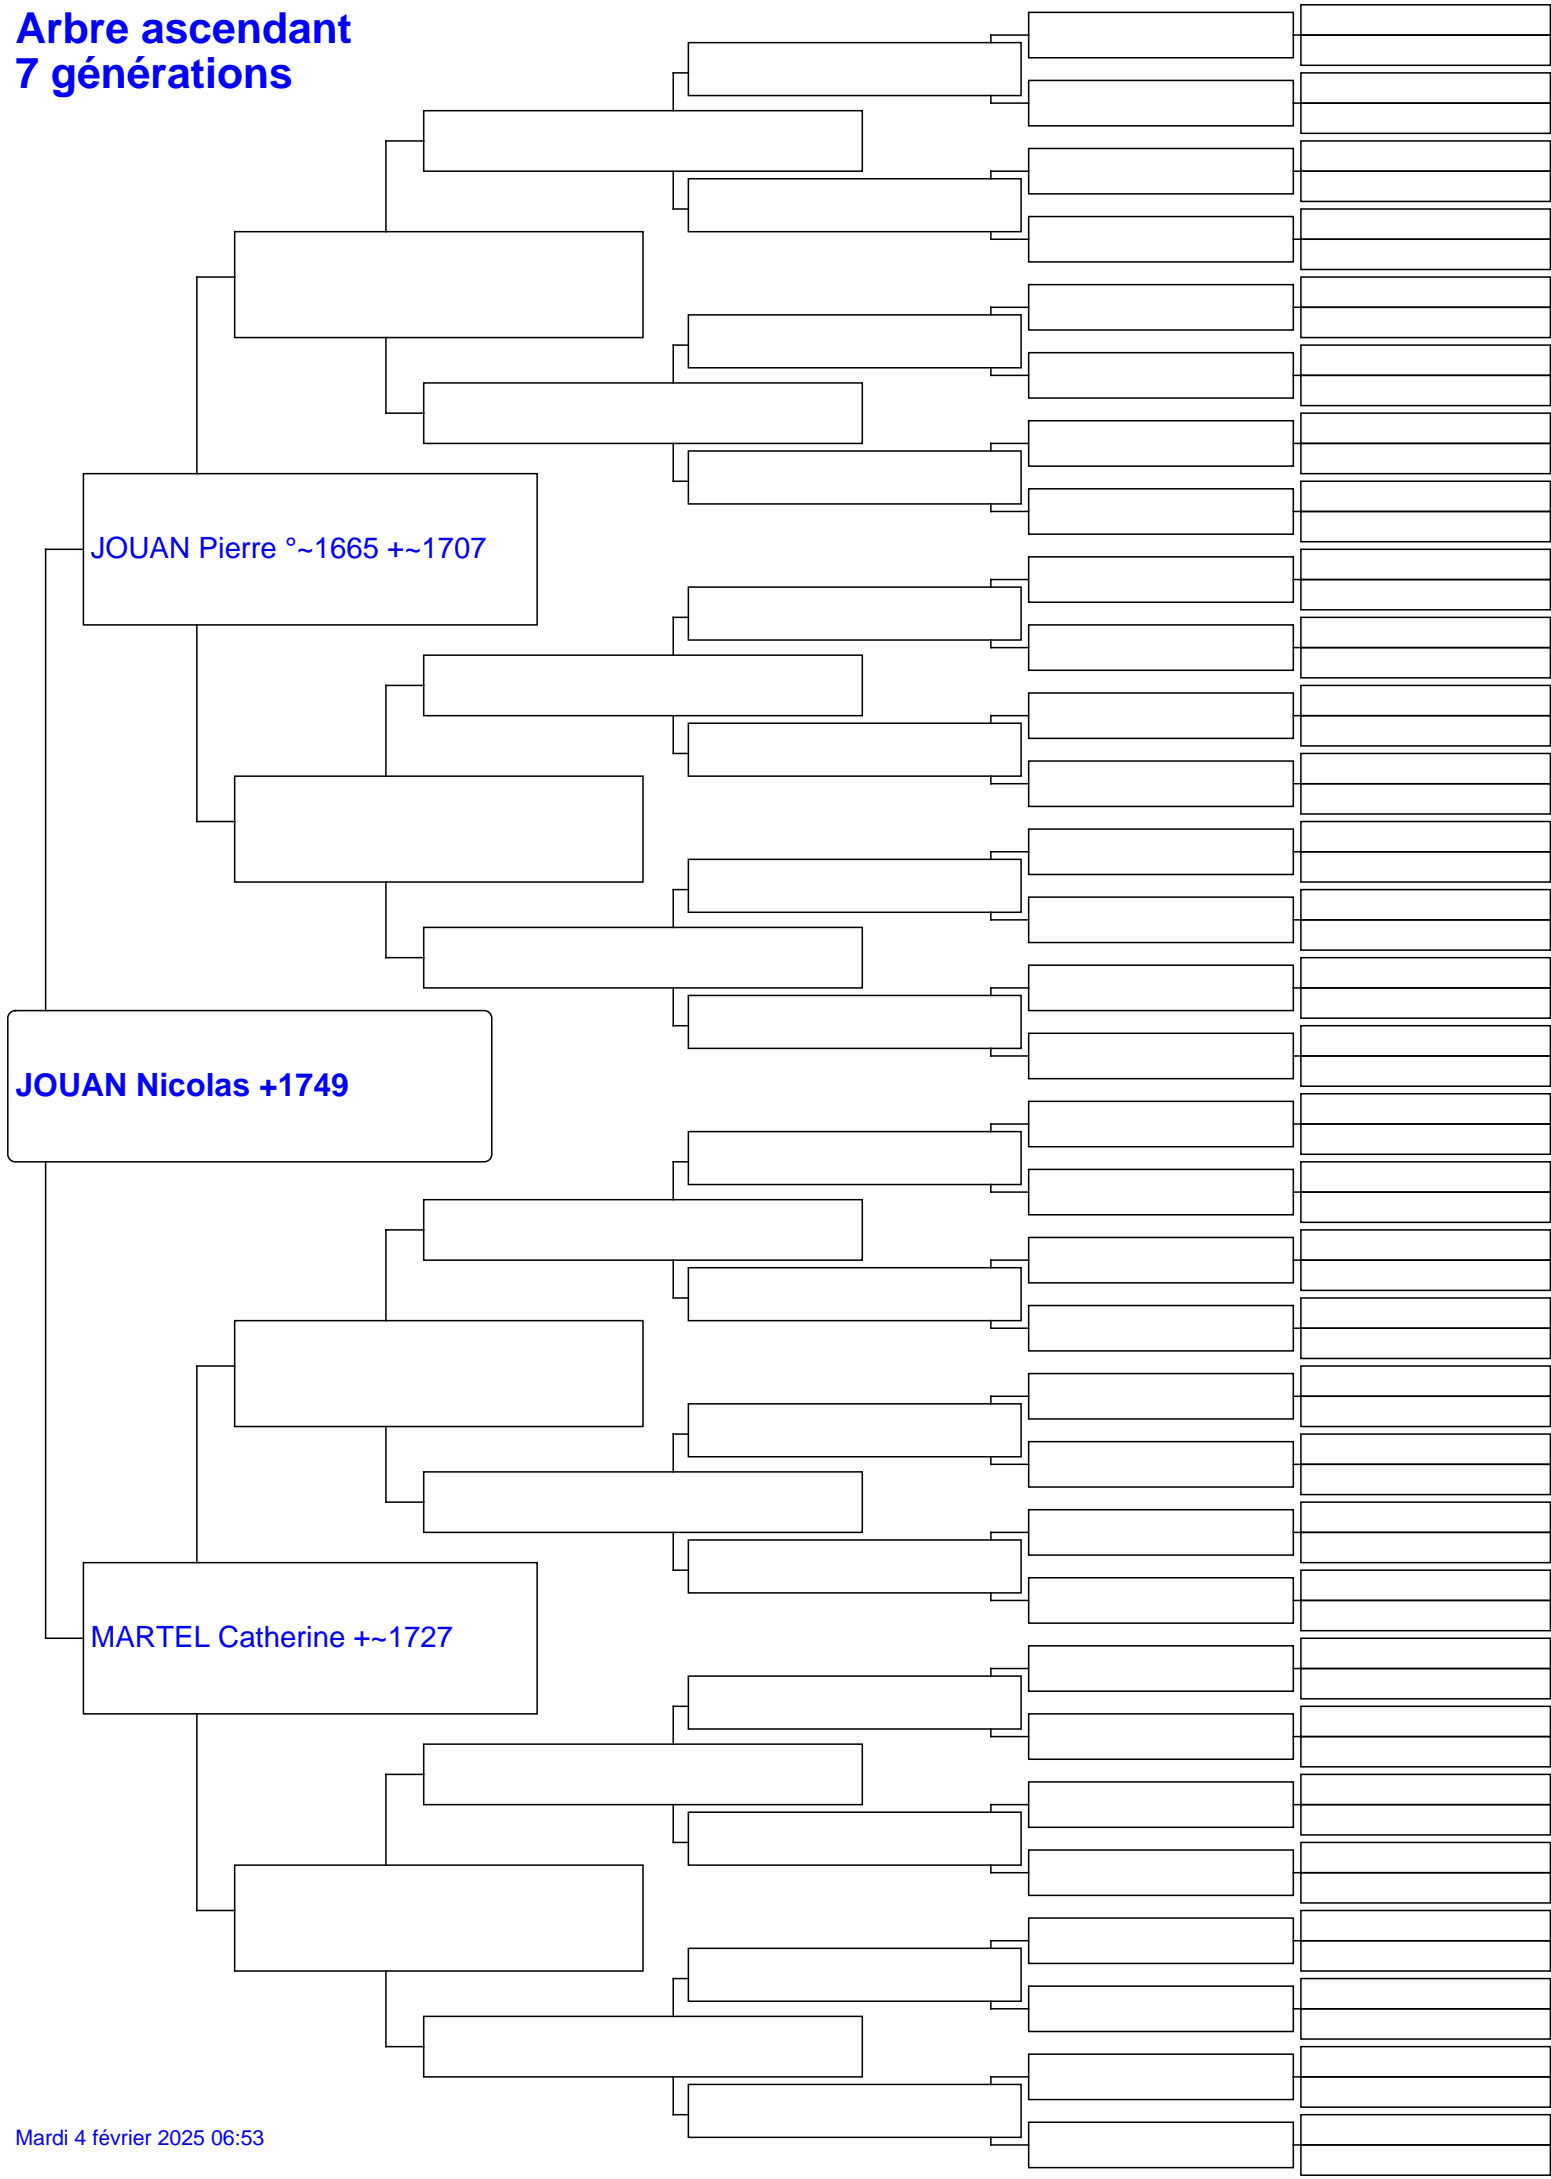 Arbre ascendant
7 générations
JOUAN Pierre °~1665 +~1707
JOUAN Nicolas +1749
MARTEL Catherine +~1727
Mardi 4 février 2025 06:53